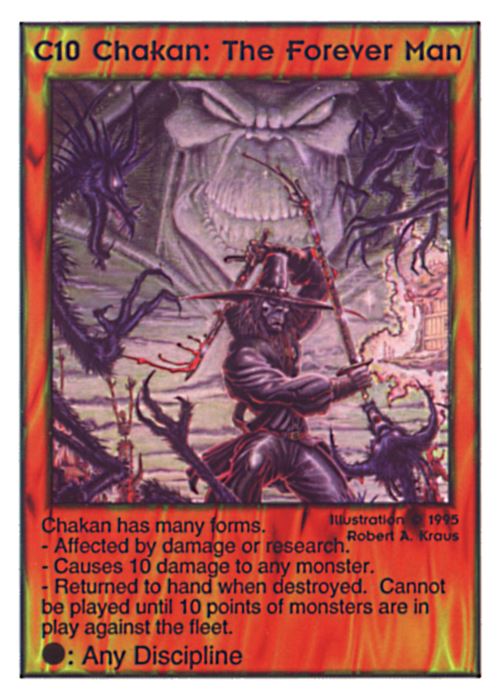 C10 Chakan: The Forever Man
Illustration © 1995
Robert A. Kraus
Chakan has many forms.
- Affected by damage or research.
- Causes 10 damage to any monster.
- Returned to hand when destroyed. Cannot
be played until 10 points of monsters are in
play against the fleet.
●: Any Discipline